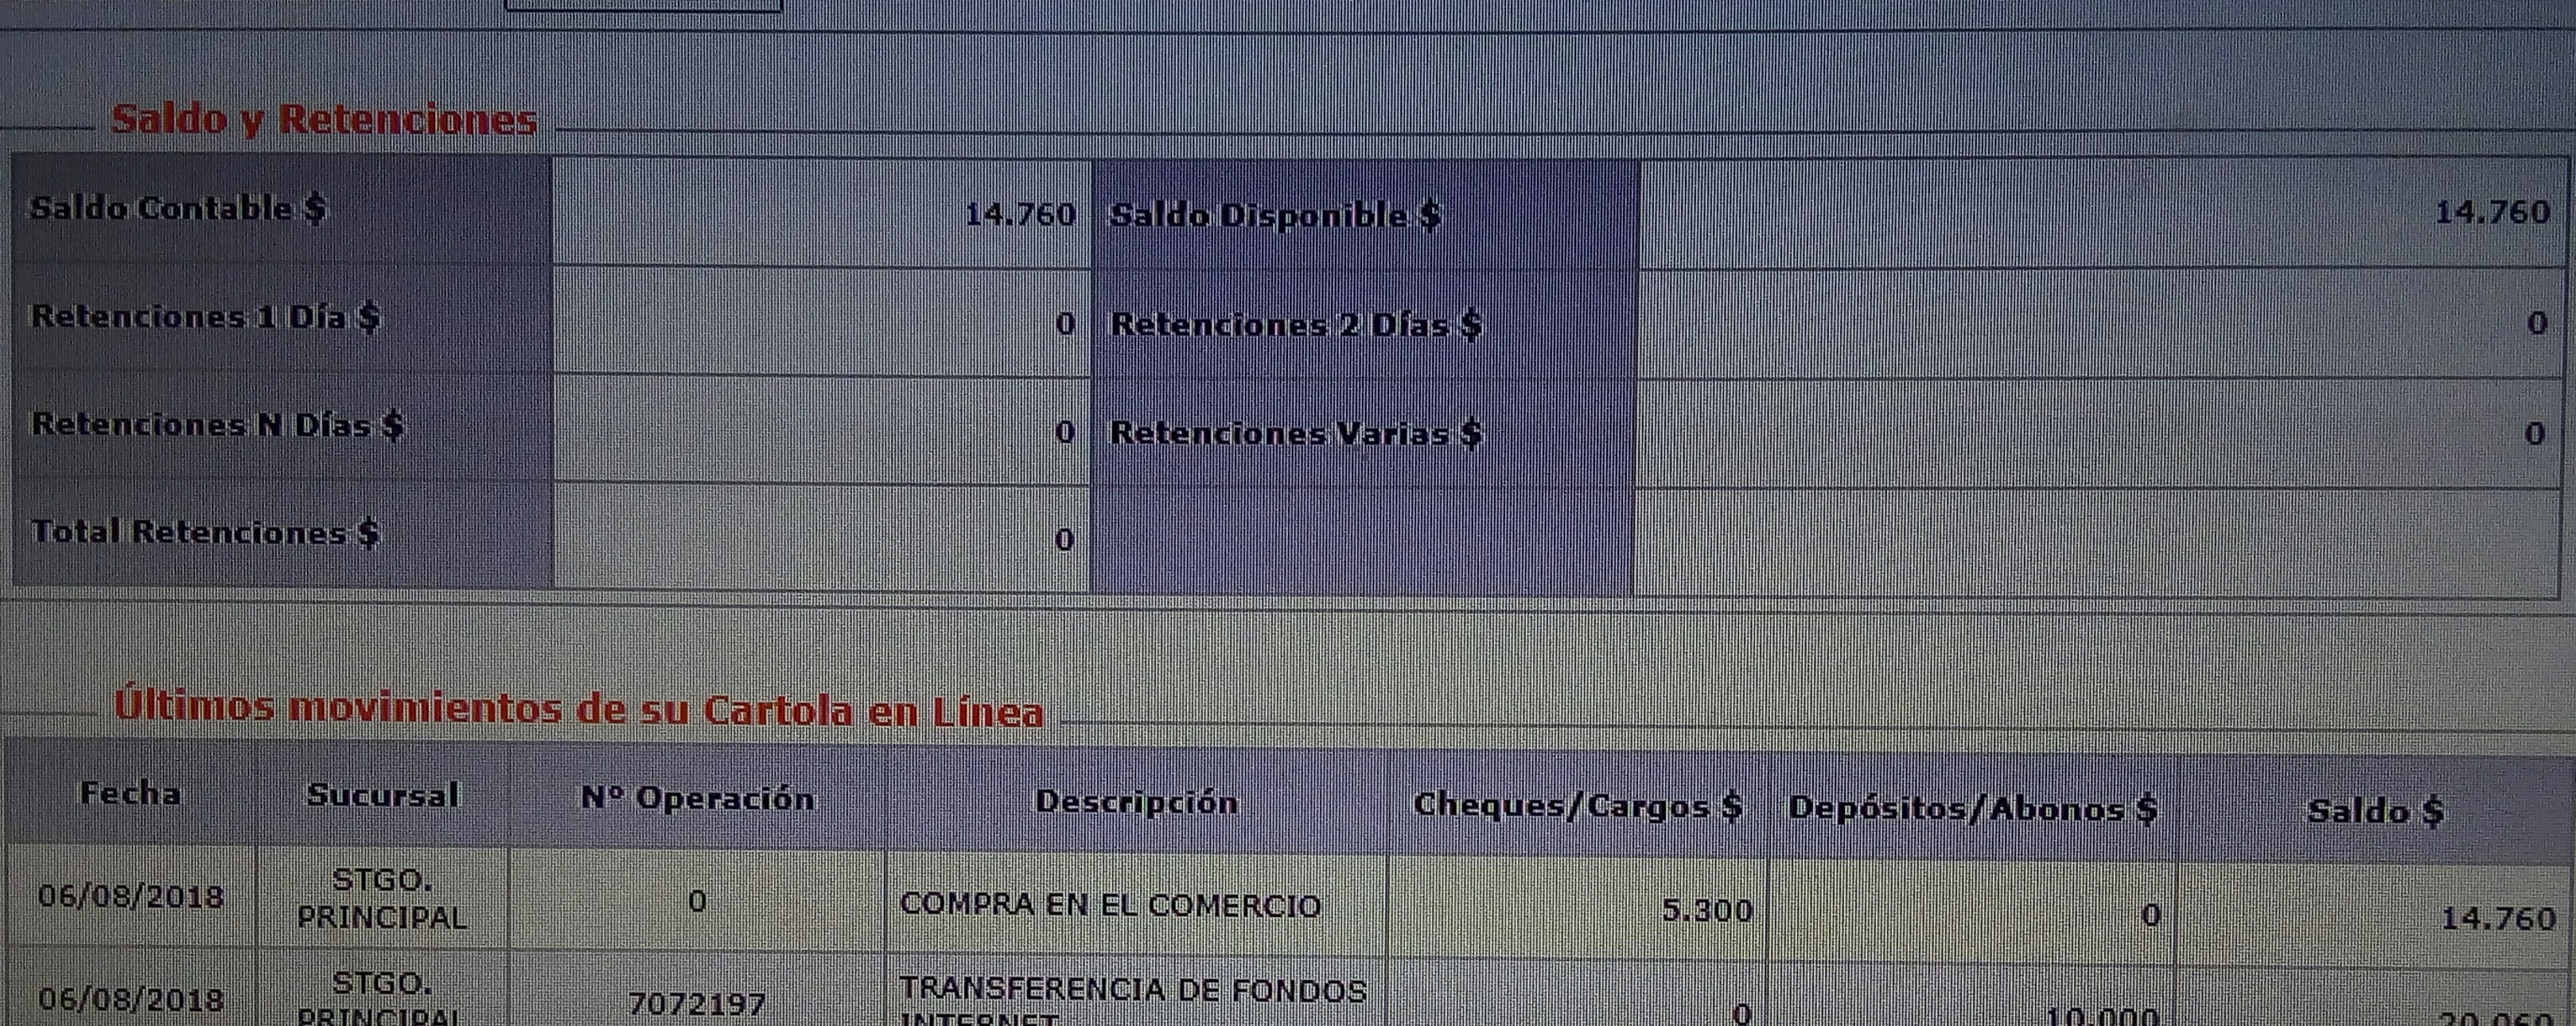 Saldo y Retenciones
Saldo Contable $ 14.760 Saldo Disponible $ 14.760
Retenciones 1 Día $ 0 Retenciones 2 Días $ 0
Retenciones N Días $ 0 Retenciones Varias $ 0
Total Retenciones $ 0
Últimos movimientos de su Cartola en Línea
Fecha Sucursal Nº Operación Descripción Cheques/Cargos $ Depósitos/Abonos $ Saldo $
06/08/2018 STGO. PRINCIPAL 0 COMPRA EN EL COMERCIO 5.300 0 14.760
06/08/2018 STGO. PRINCIPAL 7072197 TRANSFERENCIA DE FONDOS INTERNET 0 10.000 20.060